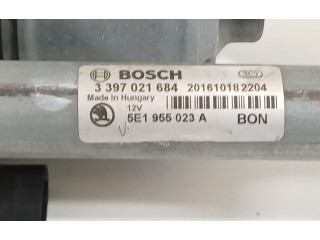 BOSCH
3 397 021 684 201610182204
Made in Hungary
12V
5E1 955 023 A BON